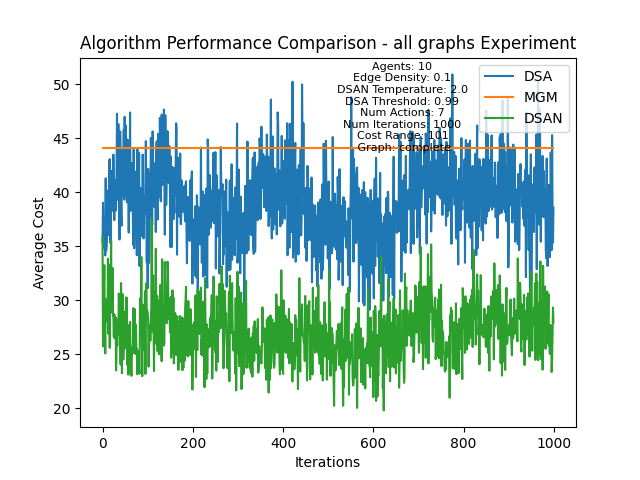 Algorithm Performance Comparison - all graphs Experiment
Agents: 10
Edge Density: 0.1
DSAN Temperature: 2.0
DSA Threshold: 0.99
Num Actions: 7
Num Iterations: 1000
Cost Range: 111
Graph: complete
DSA
MGM
DSAN
Average Cost
50
45
40
35
30
25
20
0
200
400
600
800
1000
Iterations